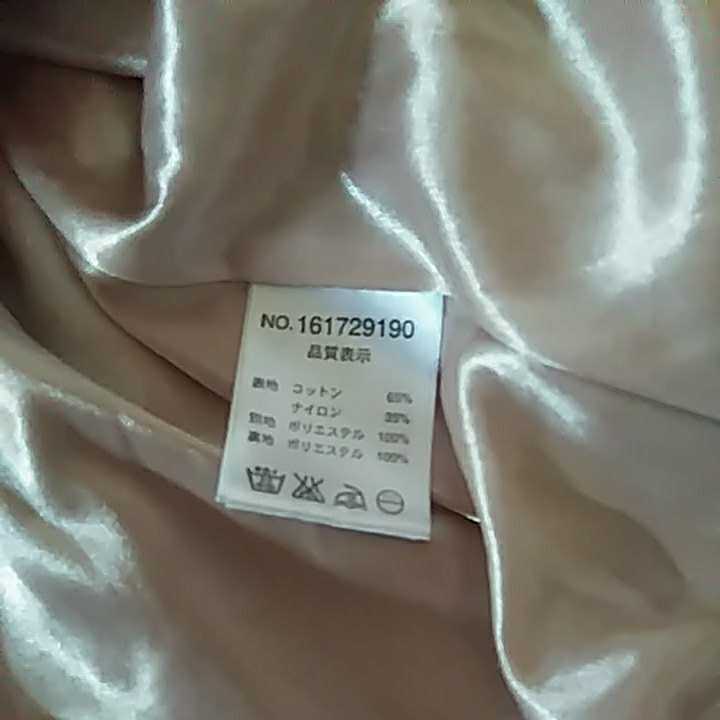 NO.161729190
品質表示
表地 コットン 65%
ナイロン 35%
別地 ポリエステル 100%
裏地 ポリエステル 100%